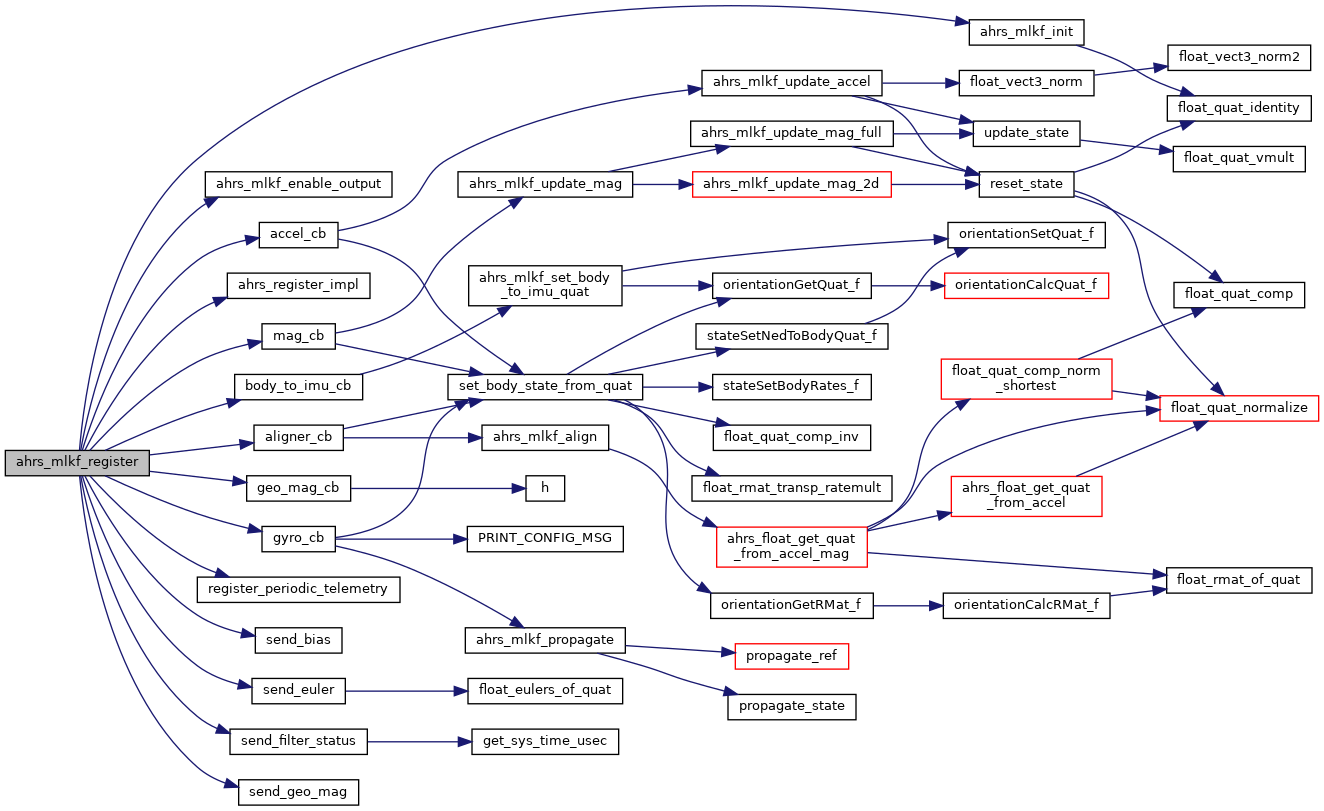 ahrs_mlkf_register
ahrs_mlkf_enable_output
accel_cb
ahrs_register_impl
mag_cb
body_to_imu_cb
aligner_cb
geo_mag_cb
gyro_cb
register_periodic_telemetry
send_bias
send_euler
send_filter_status
send_geo_mag
ahrs_mlkf_update_mag
ahrs_mlkf_set_body
_to_imu_quat
set_body_state_from_quat
ahrs_mlkf_align
h
PRINT_CONFIG_MSG
ahrs_mlkf_propagate
float_eulers_of_quat
get_sys_time_usec
ahrs_mlkf_update_accel
ahrs_mlkf_update_mag_full
ahrs_mlkf_update_mag_2d
orientationGetQuat_f
stateSetNedToBodyQuat_f
stateSetBodyRates_f
float_quat_comp_inv
float_rmat_transp_ratemult
ahrs_float_get_quat
_from_accel_mag
orientationGetRMat_f
propagate_ref
propagate_state
ahrs_mlkf_init
float_vect3_norm
update_state
reset_state
orientationSetQuat_f
orientationCalcQuat_f
float_quat_comp_norm
_shortest
ahrs_float_get_quat
_from_accel
orientationCalcRMat_f
float_vect3_norm2
float_quat_identity
float_quat_vmult
float_quat_comp
float_quat_normalize
float_rmat_of_quat